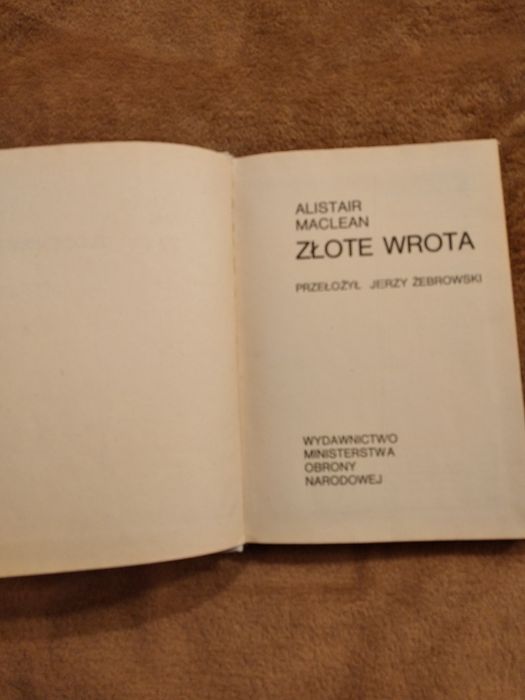 ALISTAIR
MACLEAN
ZŁOTE WROTA
PRZEŁOŻYŁ JERZY ŻEBROWSKI
WYDAWNICTWO
MINISTERSTWA
OBRONY
NARODOWEJ